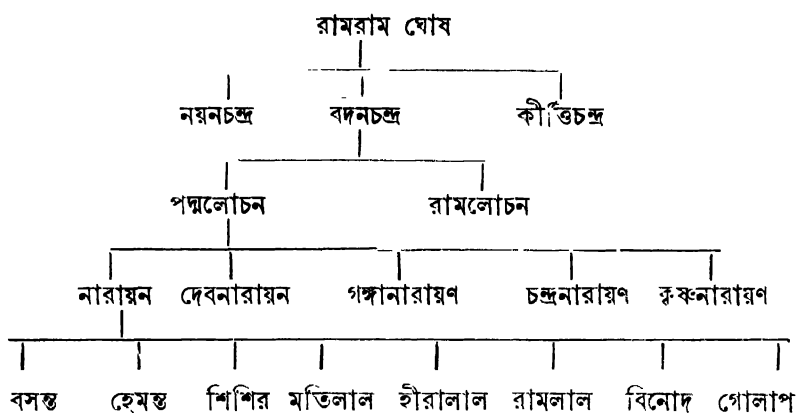 রামরাম ঘোষ
নয়নচন্দ্র বদনচন্দ্র কীর্ত্তিচন্দ্র
পদ্মলোচন রামলোচন
নারায়ন দেবনারায়ন গঙ্গানারায়ণ চন্দ্রনারায়ণ কৃষ্ণনারায়ণ
বসন্ত হেমন্ত শিশির মতিলাল হীরালাল রামলাল বিনোদ গোলাপ